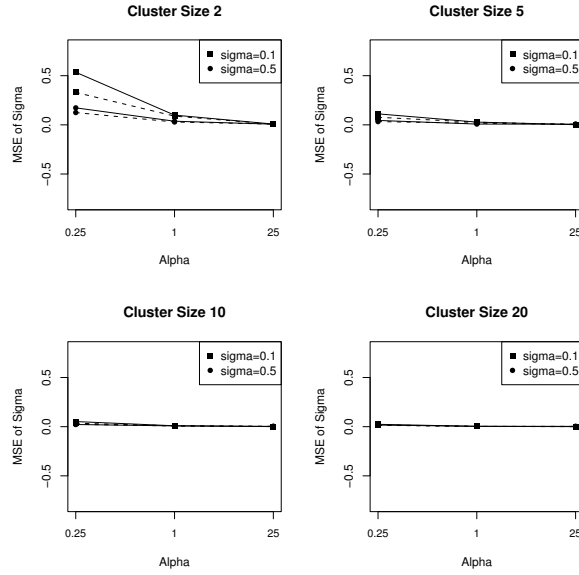 Cluster Size 2
sigma=0.1
sigma=0.5
MSE of Sigma
0.5
0.0
−0.5
0.25
1
25
Alpha
Cluster Size 5
sigma=0.1
sigma=0.5
MSE of Sigma
0.5
0.0
−0.5
0.25
1
25
Alpha
Cluster Size 10
sigma=0.1
sigma=0.5
MSE of Sigma
0.5
0.0
−0.5
0.25
1
25
Alpha
Cluster Size 20
sigma=0.1
sigma=0.5
MSE of Sigma
0.5
0.0
−0.5
0.25
1
25
Alpha